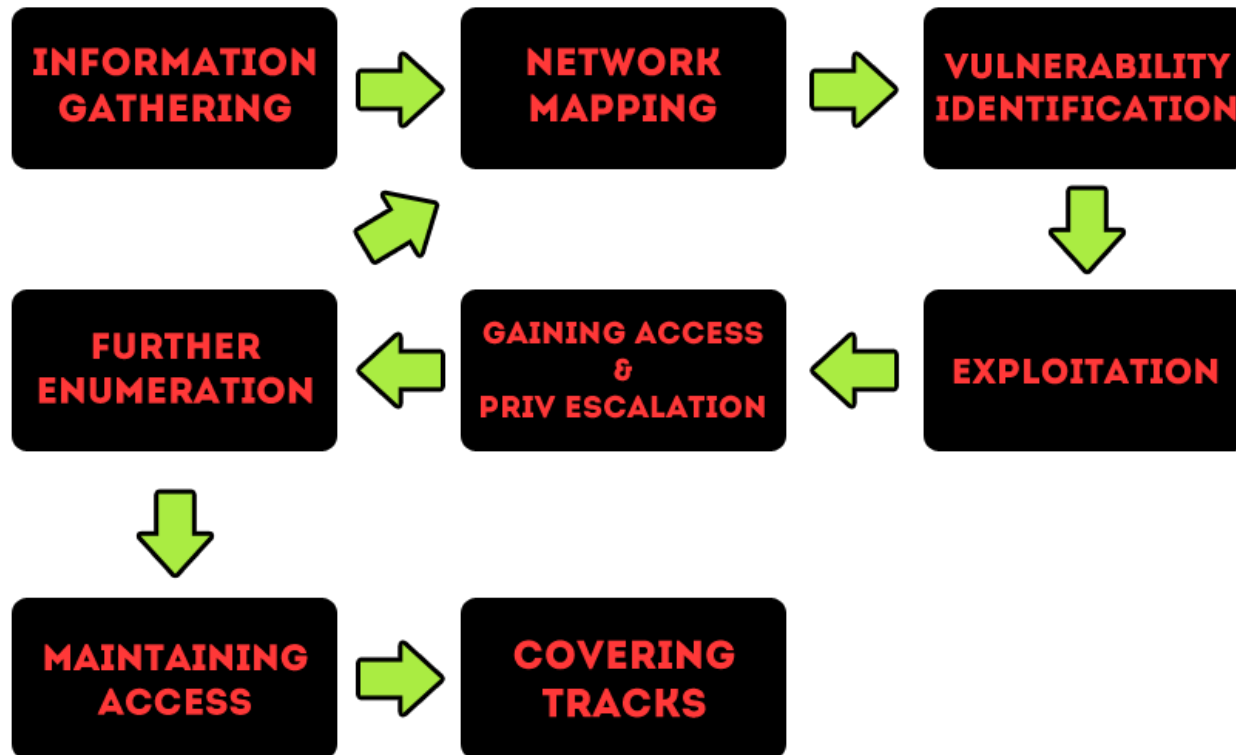 INFORMATION
GATHERING
NETWORK
MAPPING
VULNERABILITY
IDENTIFICATION
FURTHER
ENUMERATION
GAINING ACCESS
&
PRIV ESCALATION
EXPLOITATION
MAINTAINING
ACCESS
COVERING
TRACKS